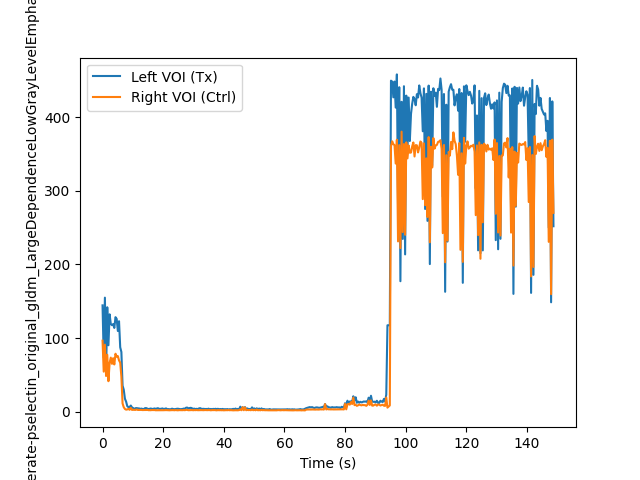 Left VOI (Tx)
Right VOI (Ctrl)
erate-pselectin_original_gldm_LargeDependenceLowGrayLevelEmpha
400
300
200
100
0
0 20 40 60 80 100 120 140
Time (s)